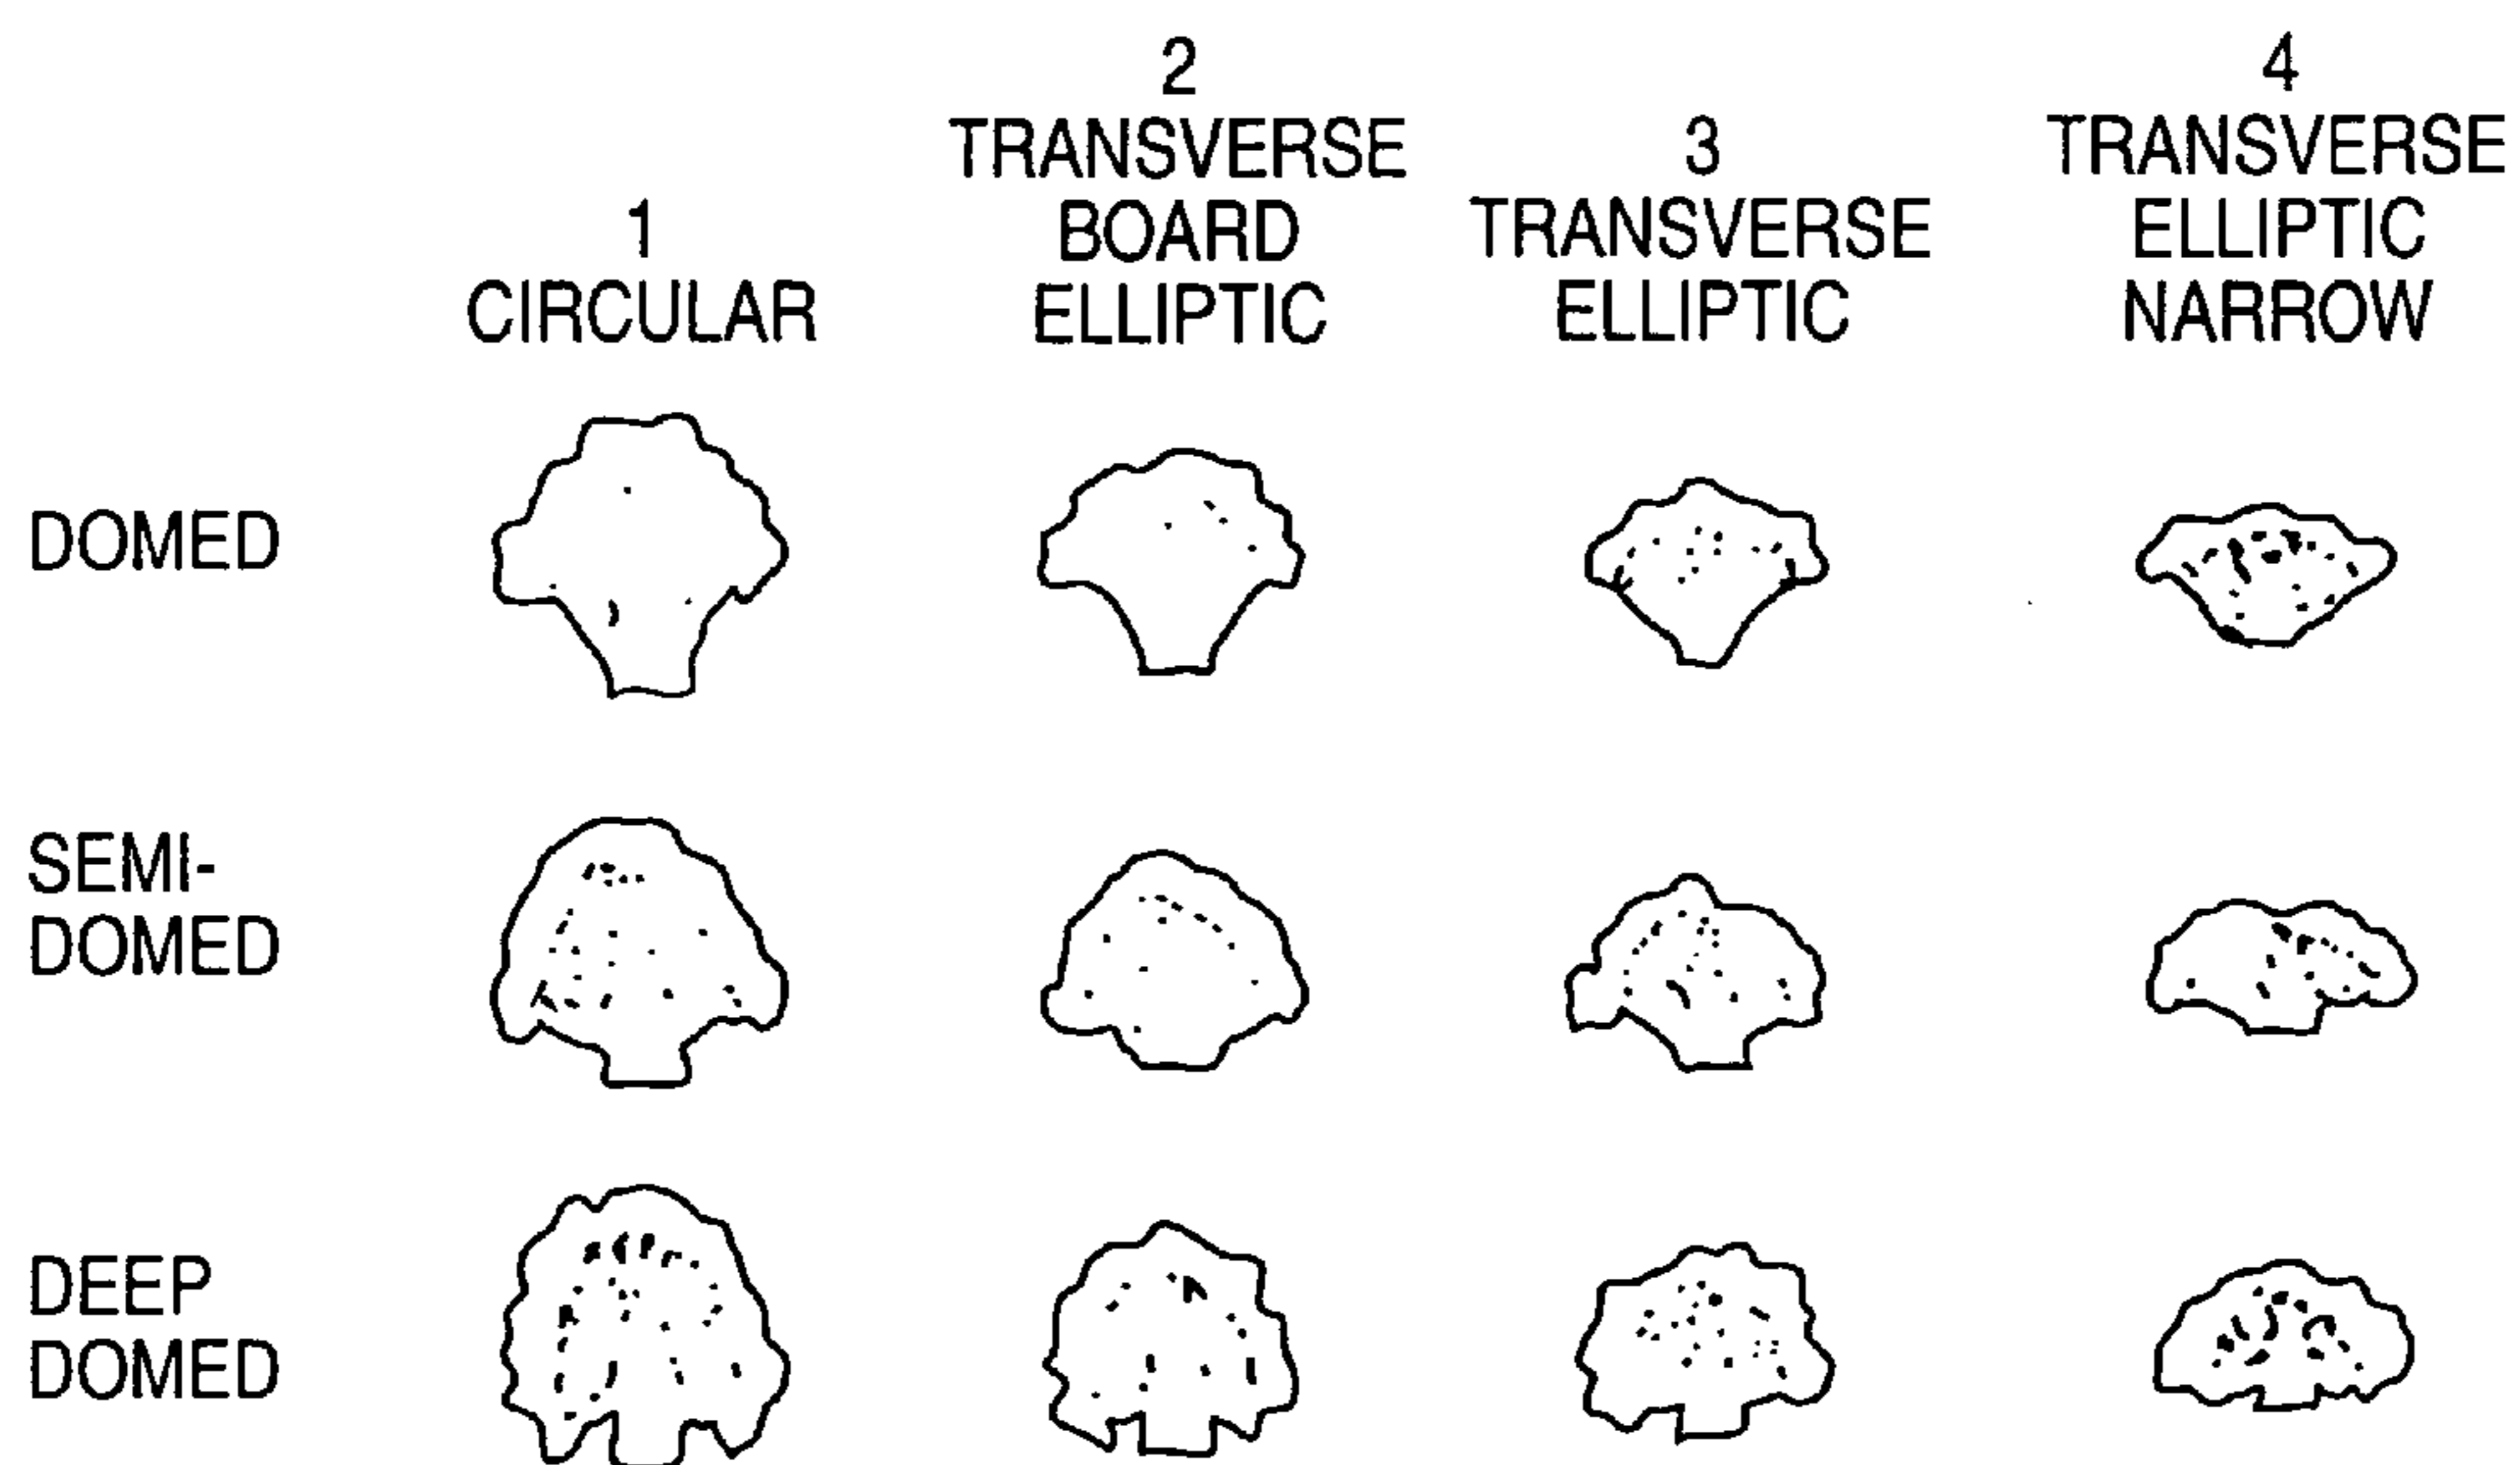 1
CIRCULAR
2
TRANSVERSE
BOARD
ELLIPTIC
3
TRANSVERSE
ELLIPTIC
4
TRANSVERSE
ELLIPTIC
NARROW
DOMED
SEMI-
DOMED
DEEP
DOMED